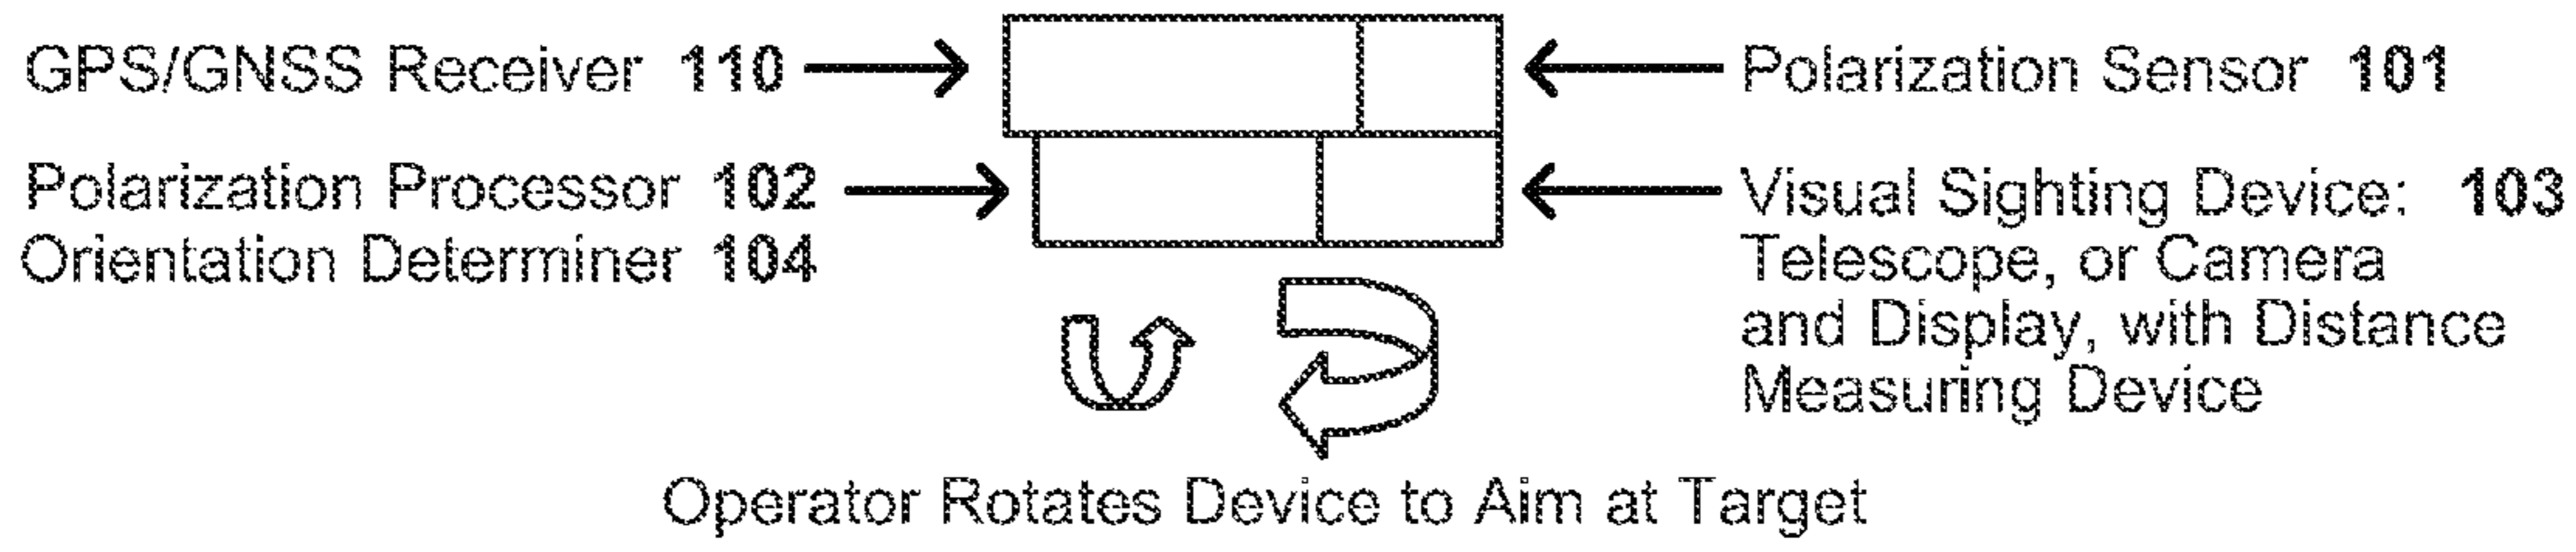 GPS/GNSS Receiver 110
Polarization Sensor 101
Polarization Processor 102
Orientation Determiner 104
Visual Sighting Device: 103
Telescope, or Camera
and Display, with Distance
Measuring Device
Operator Rotates Device to Aim at Target